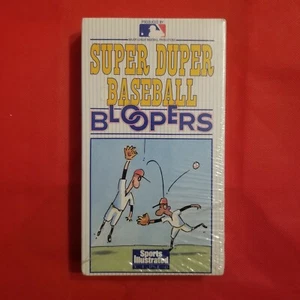 SUPER DUPER
BASEBALL
BLOOPERS
Sports
Illustrated